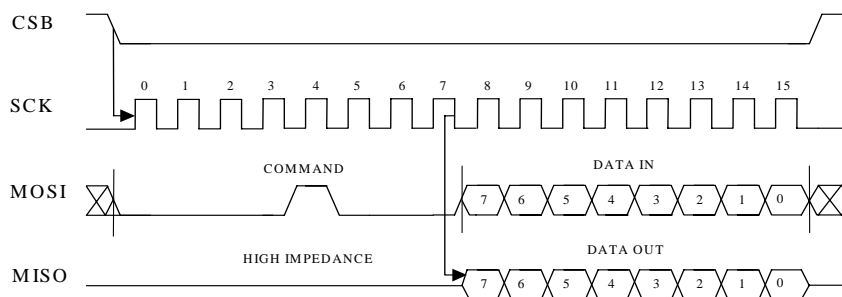 CSB
0 1 2 3 4 5 6 7 8 9 10 11 12 13 14 15
SCK
COMMAND DATA IN
MOSI 7 6 5 4 3 2 1 0
HIGH IMPEDANCE DATA OUT
MISO 7 6 5 4 3 2 1 0